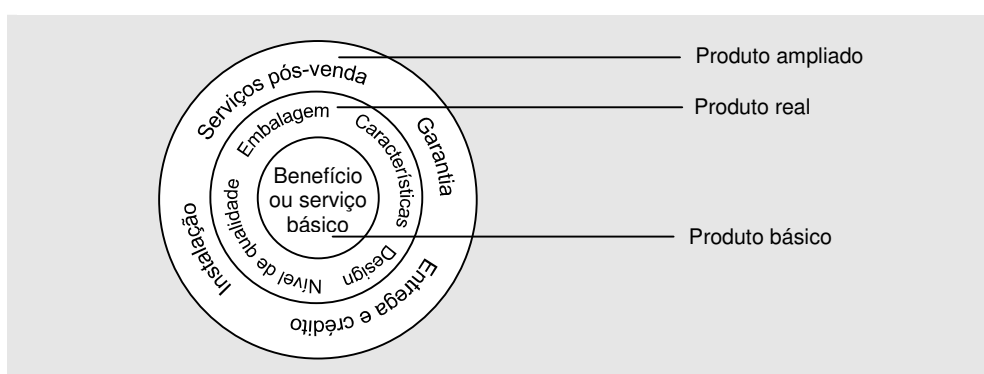 Serviços pós-venda
Garantia
Entrega e crédito
Instalação
Embalagem
Características
Design
Nível de qualidade
Benefício
ou serviço
básico
Produto ampliado
Produto real
Produto básico